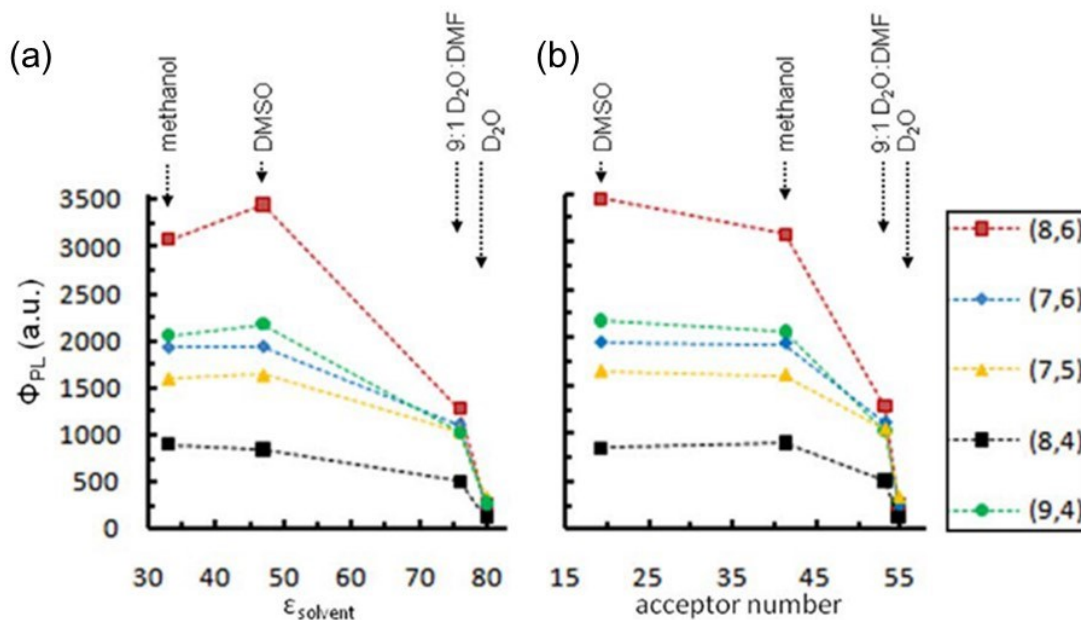 (a)
methanol
DMSO
9:1 D₂O:DMF
D₂O
Φ_PL (a.u.)
3500
3000
2500
2000
1500
1000
500
0
30 40 50 60 70 80
ε_solvent
(b)
DMSO
methanol
9:1 D₂O:DMF
D₂O
15 25 35 45 55
acceptor number
(8,6)
(7,6)
(7,5)
(8,4)
(9,4)